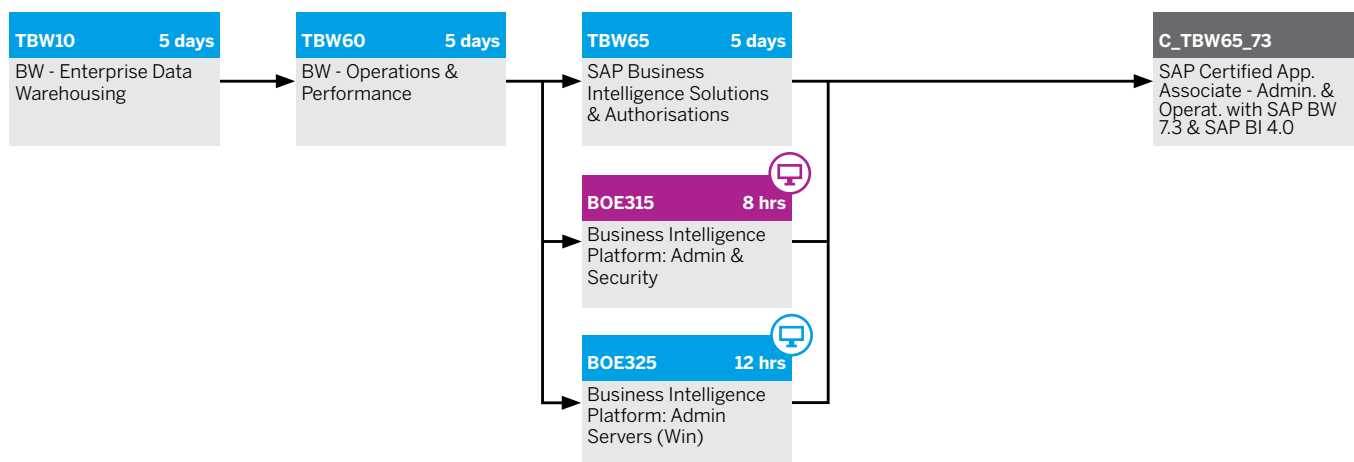 TBW10 5 days
BW - Enterprise Data
Warehousing
TBW60 5 days
BW - Operations &
Performance
TBW65 5 days
SAP Business
Intelligence Solutions
& Authorisations
C_TBW65_73
SAP Certified App.
Associate - Admin. &
Operat. with SAP BW
7.3 & SAP BI 4.0
BOE315 8 hrs
Business Intelligence
Platform: Admin &
Security
BOE325 12 hrs
Business Intelligence
Platform: Admin
Servers (Win)